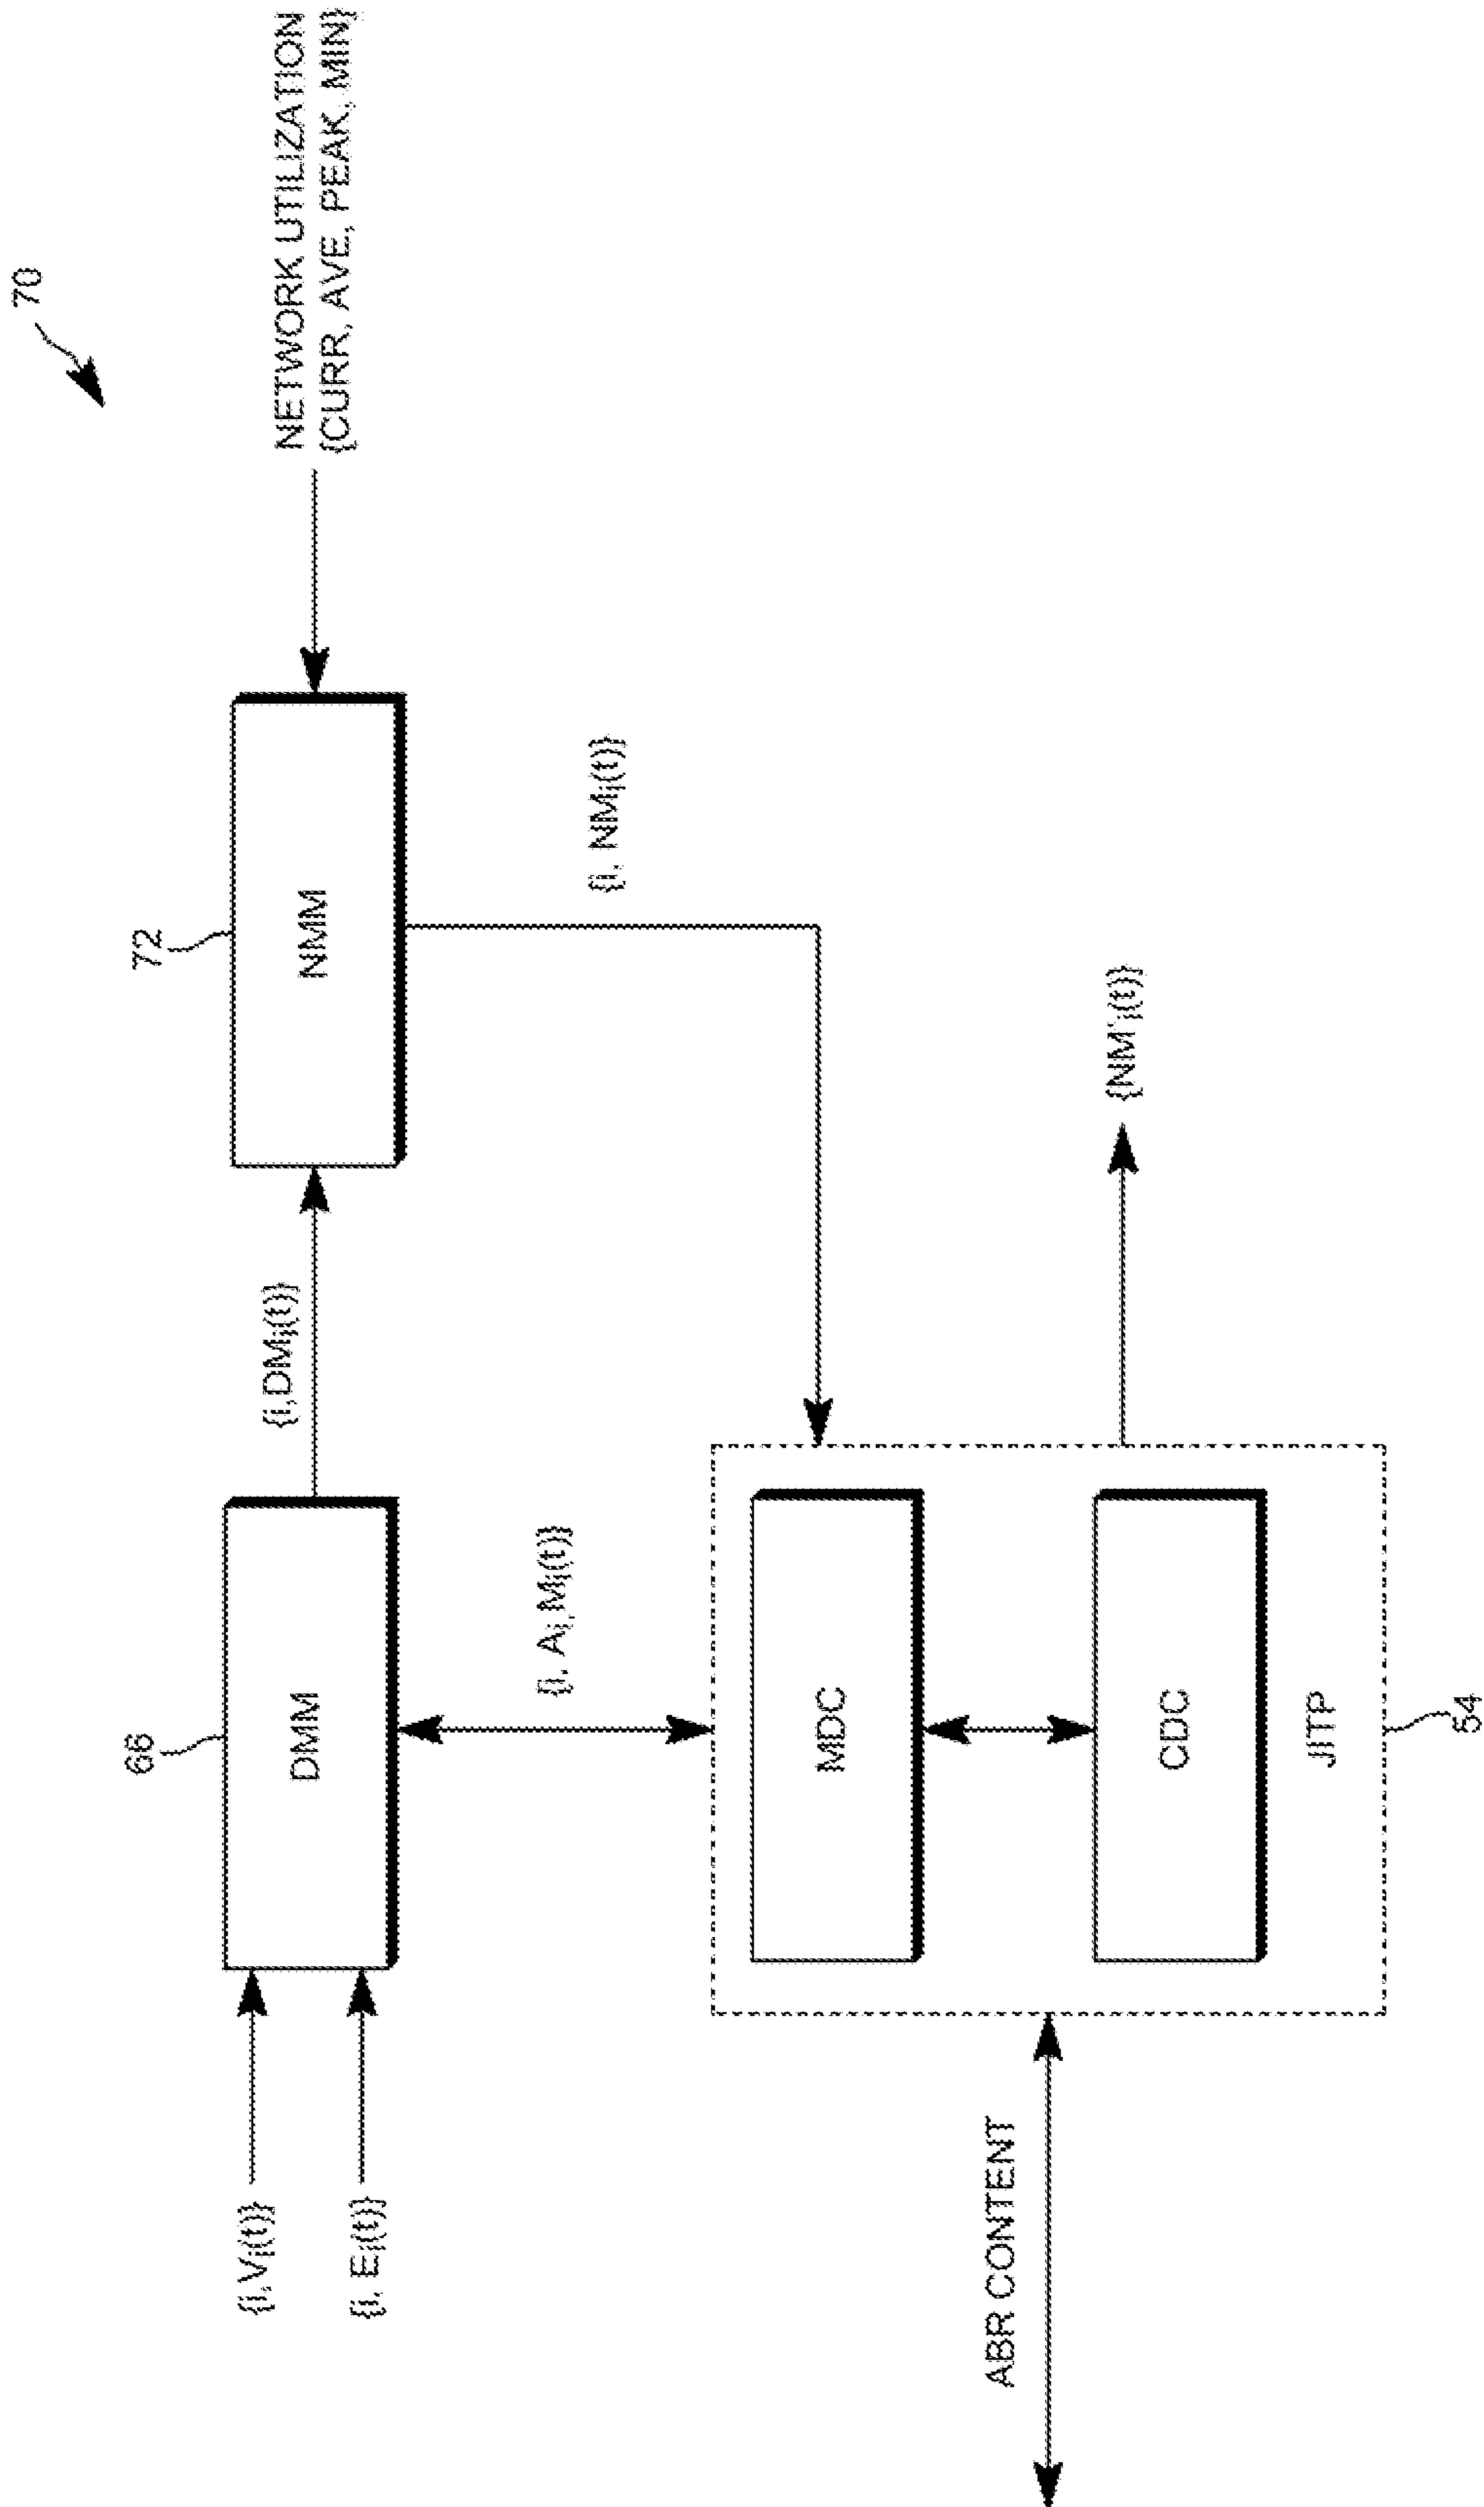 70
NETWORK UTILIZATION
{CURR, AVE, PEAK, MIN}
66
DMM
72
NMM
{i,Vi(t)}
{i, Ei(t)}
{i,DMi(t)}
{i, Ai,Mi(t)}
{i, NMi(t)}
MDC
CDC
JITP
54
ABR CONTENT
{NM'i(t)}